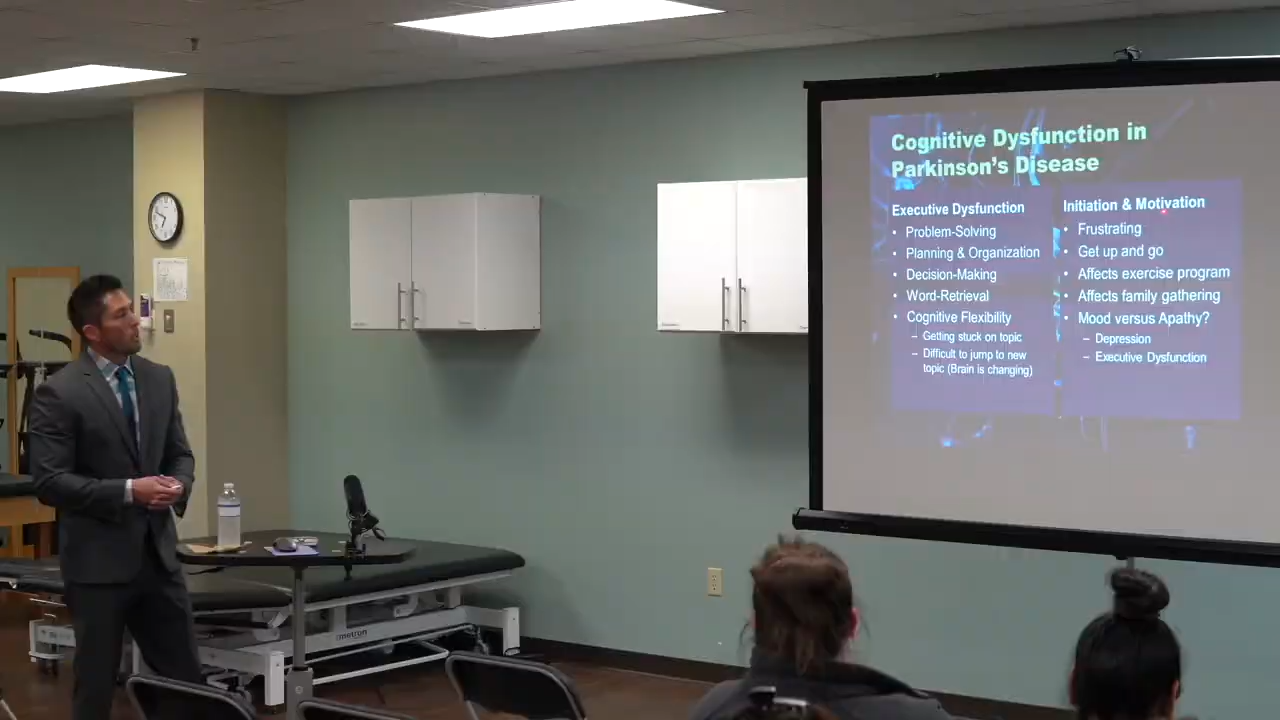 Cognitive Dysfunction in
Parkinson's Disease
Executive Dysfunction
• Problem-Solving
• Planning & Organization
• Decision-Making
• Word-Retrieval
• Cognitive Flexibility
– Getting stuck on topic
– Difficult to jump to new
topic (Brain is changing)
Initiation & Motivation
• Frustrating
• Get up and go
• Affects exercise program
• Affects family gathering
• Mood versus Apathy?
– Depression
– Executive Dysfunction
metron